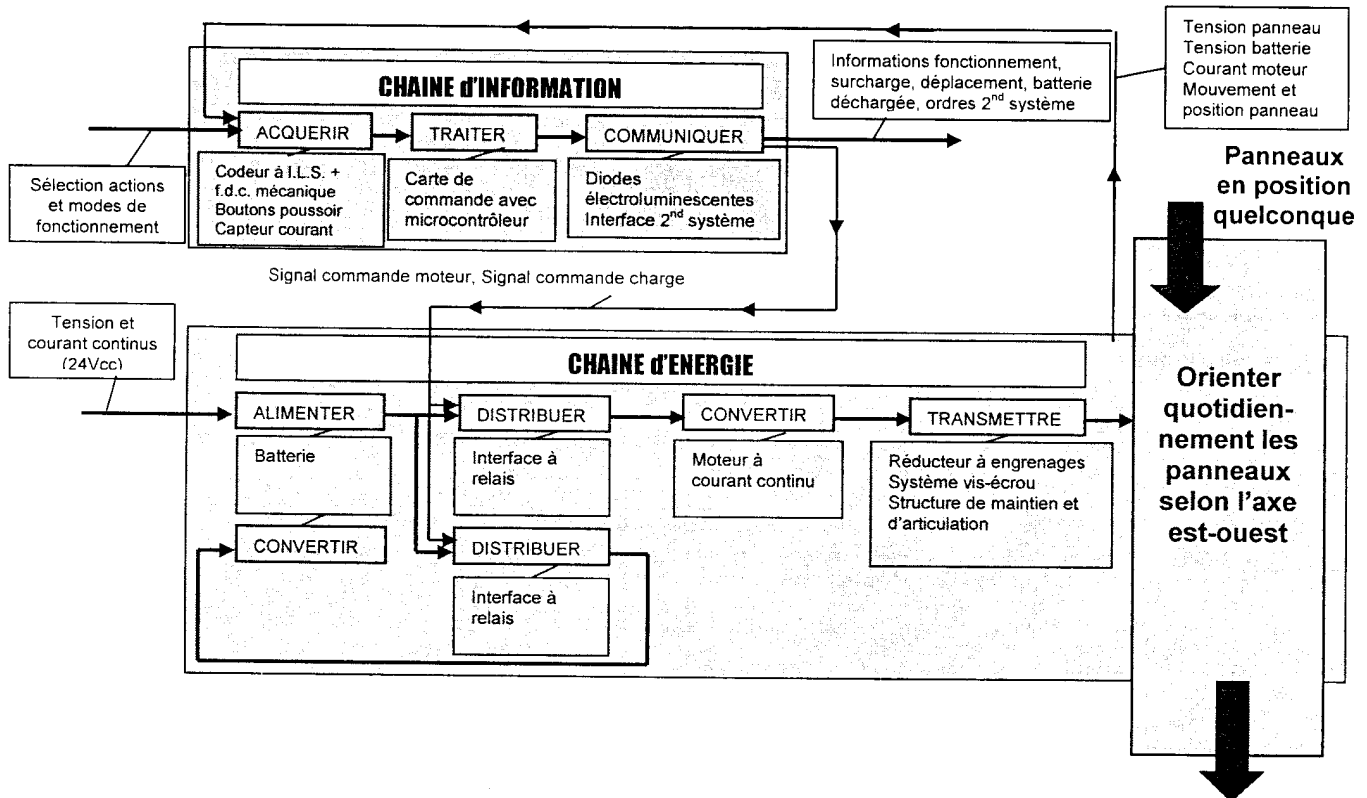 Tension panneau
Tension batterie
Courant moteur
Mouvement et
position panneau
Informations fonctionnement,
surcharge, déplacement, batterie
déchargée, ordres 2nd système
CHAINE d'INFORMATION
ACQUERIR
TRAITER
COMMUNIQUER
Codeur à I.L.S. +
f.d.c. mécanique
Boutons poussoir
Capteur courant
Carte de
commande avec
microcontrôleur
Diodes
électroluminescentes
Interface 2nd système
Sélection actions
et modes de
fonctionnement
Panneaux
en position
quelconque
Signal commande moteur, Signal commande charge
Tension et
courant continus
(24Vcc)
CHAINE d'ENERGIE
ALIMENTER
DISTRIBUER
CONVERTIR
TRANSMETTRE
Batterie
Interface à
relais
Moteur à
courant continu
Réducteur à engrenages
Système vis-écrou
Structure de maintien et
d'articulation
CONVERTIR
DISTRIBUER
Interface à
relais
Orienter
quotidien-
nement les
panneaux
selon l'axe
est-ouest